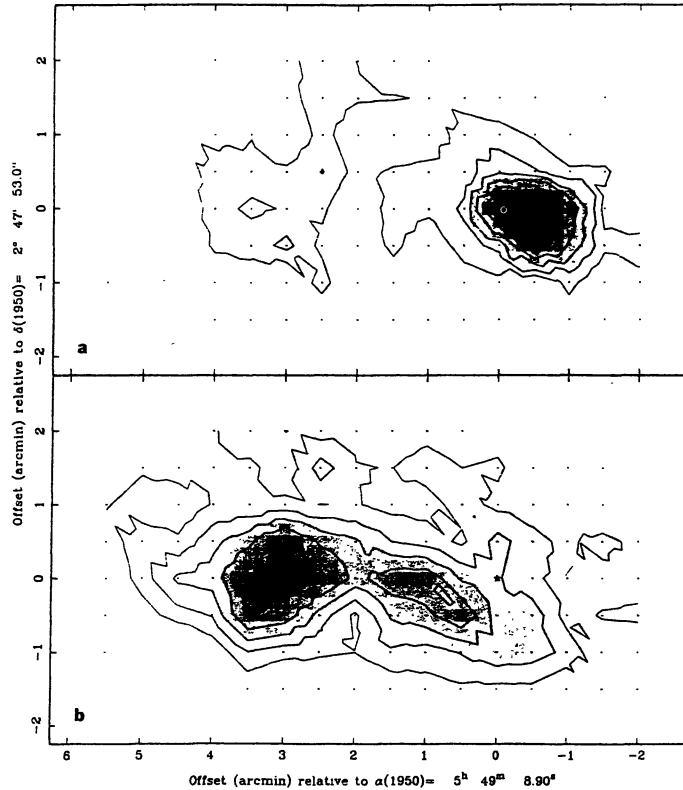 2
1
0
-1
-2
a
2
1
0
-1
-2
b
6 5 4 3 2 1 0 -1 -2
Offset (arcmin) relative to δ(1950)= 2° 47' 53.0"
Offset (arcmin) relative to α(1950)= 5ʰ 49ᵐ 8.90ˢ